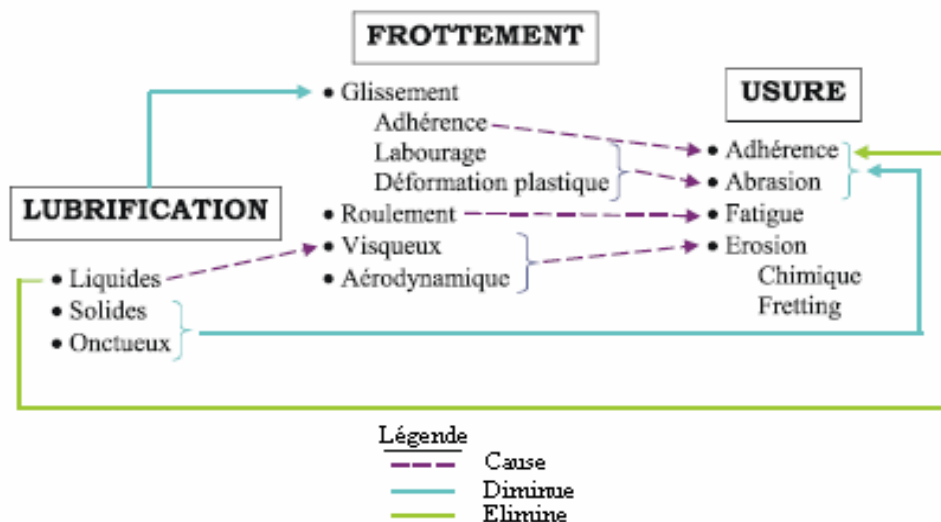 FROTTEMENT
• Glissement
Adhérence
Labourage
Déformation plastique
• Roulement
• Visqueux
• Aérodynamique
USURE
• Adhérence
• Abrasion
• Fatigue
• Erosion
Chimique
Fretting
LUBRIFICATION
• Liquides
• Solides
• Onctueux
Légende
Cause
Diminue
Elimine